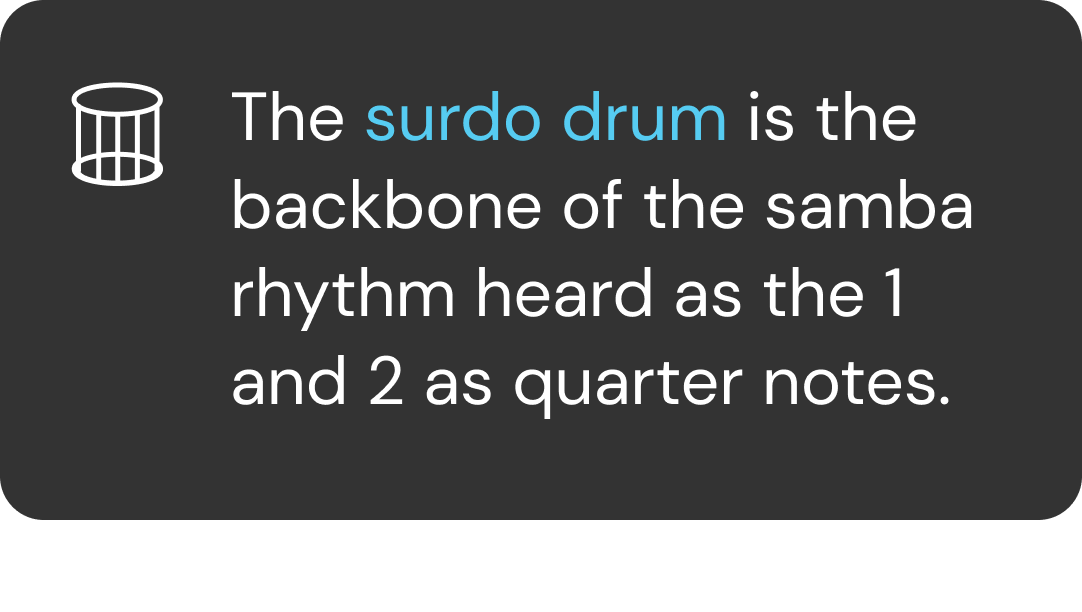 The surdo drum is the
backbone of the samba
rhythm heard as the 1
and 2 as quarter notes.